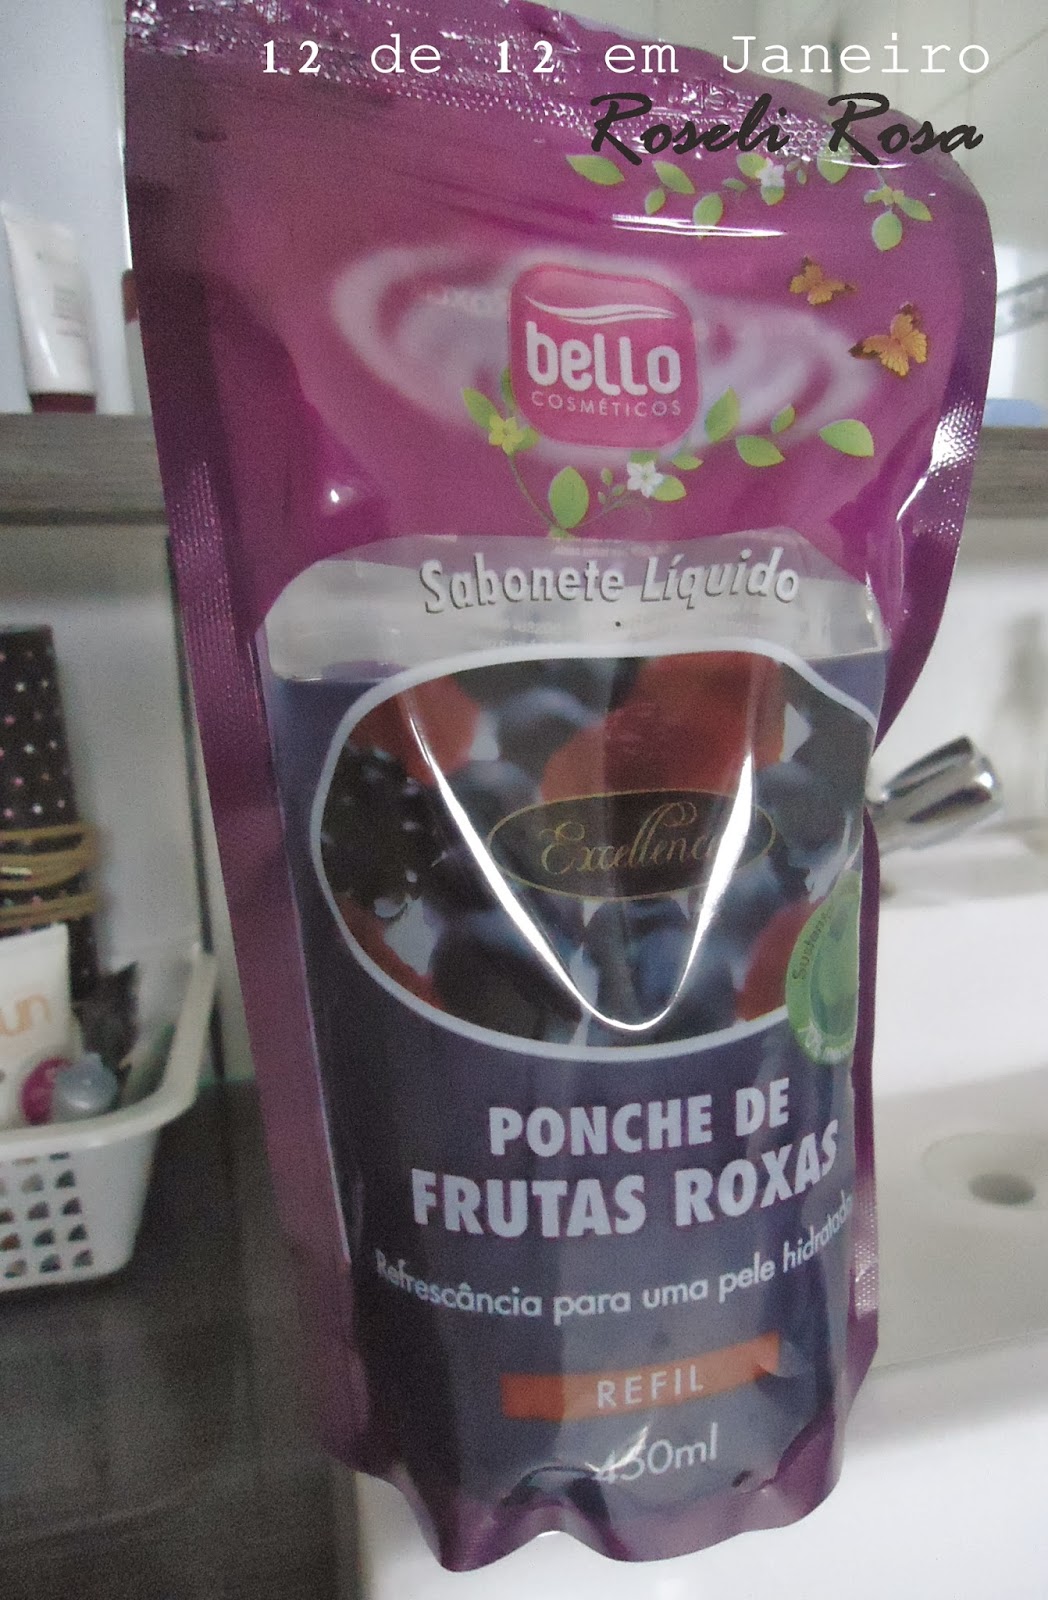 12 de 12 em Janeiro
Roseli Rosa
bello
COSMÉTICOS
Sabonete Líquido
Excellence
PONCHE DE
FRUTAS ROXAS
Refrescância para uma pele hidratada
REFIL
450ml